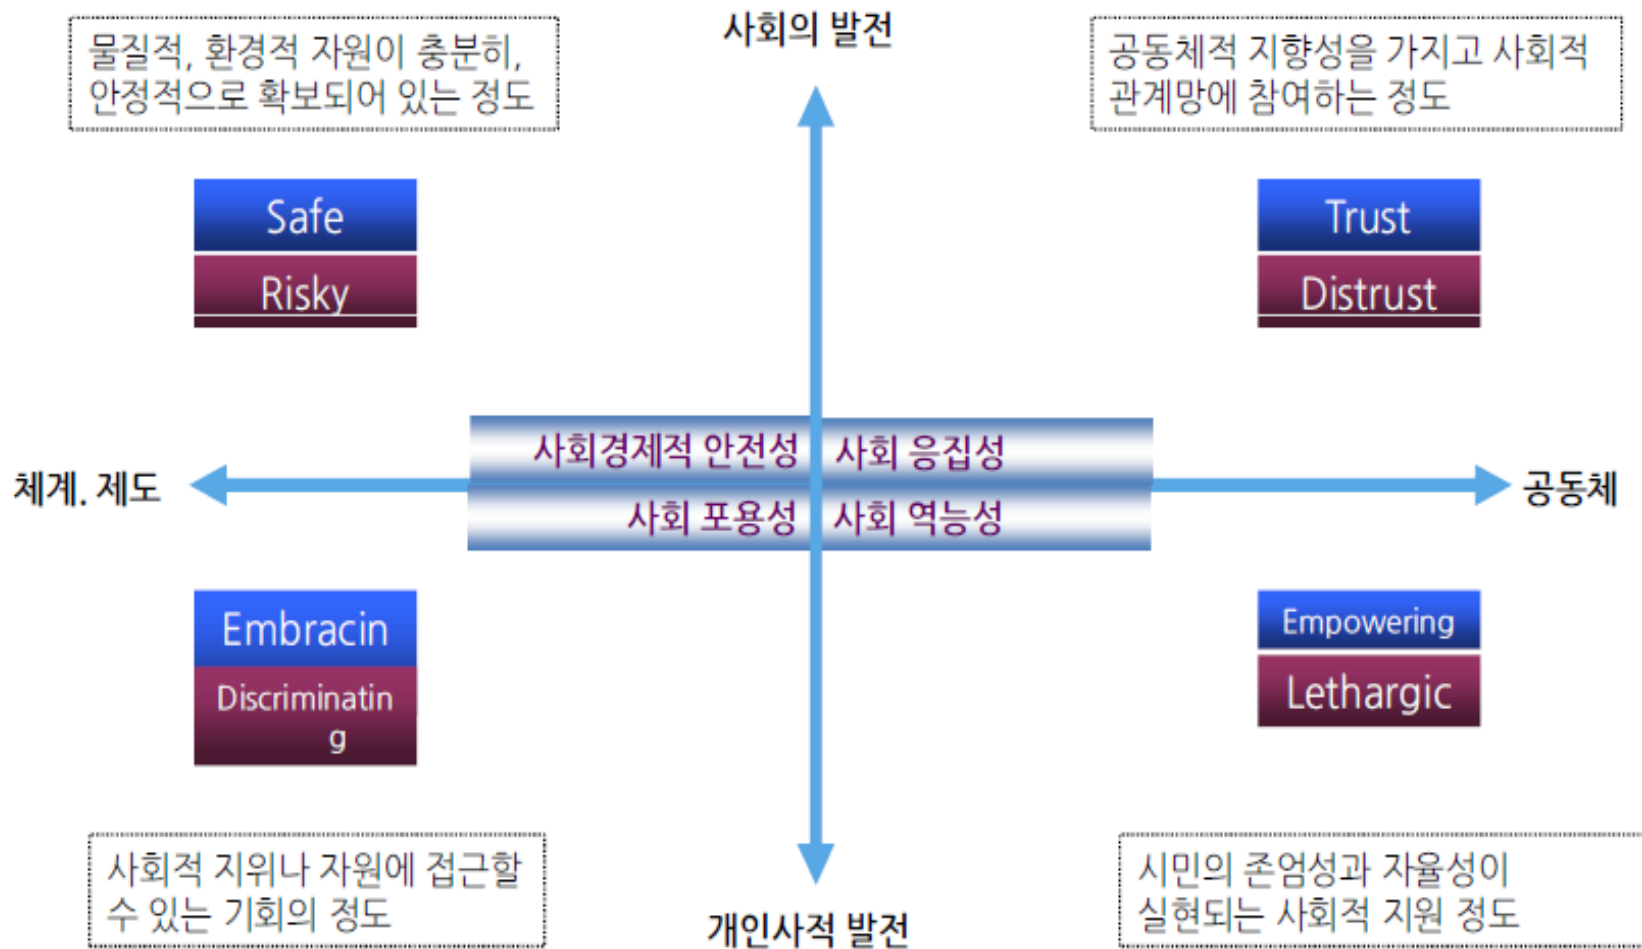 사회의 발전
물질적, 환경적 자원이 충분히,
안정적으로 확보되어 있는 정도
공동체적 지향성을 가지고 사회적
관계망에 참여하는 정도
Safe
Risky
Trust
Distrust
사회경제적 안전성
사회 응집성
체계. 제도
공동체
사회 포용성
사회 역능성
Embracin
Discriminatin
g
Empowering
Lethargic
사회적 지위나 자원에 접근할
수 있는 기회의 정도
시민의 존엄성과 자율성이
실현되는 사회적 지원 정도
개인사적 발전